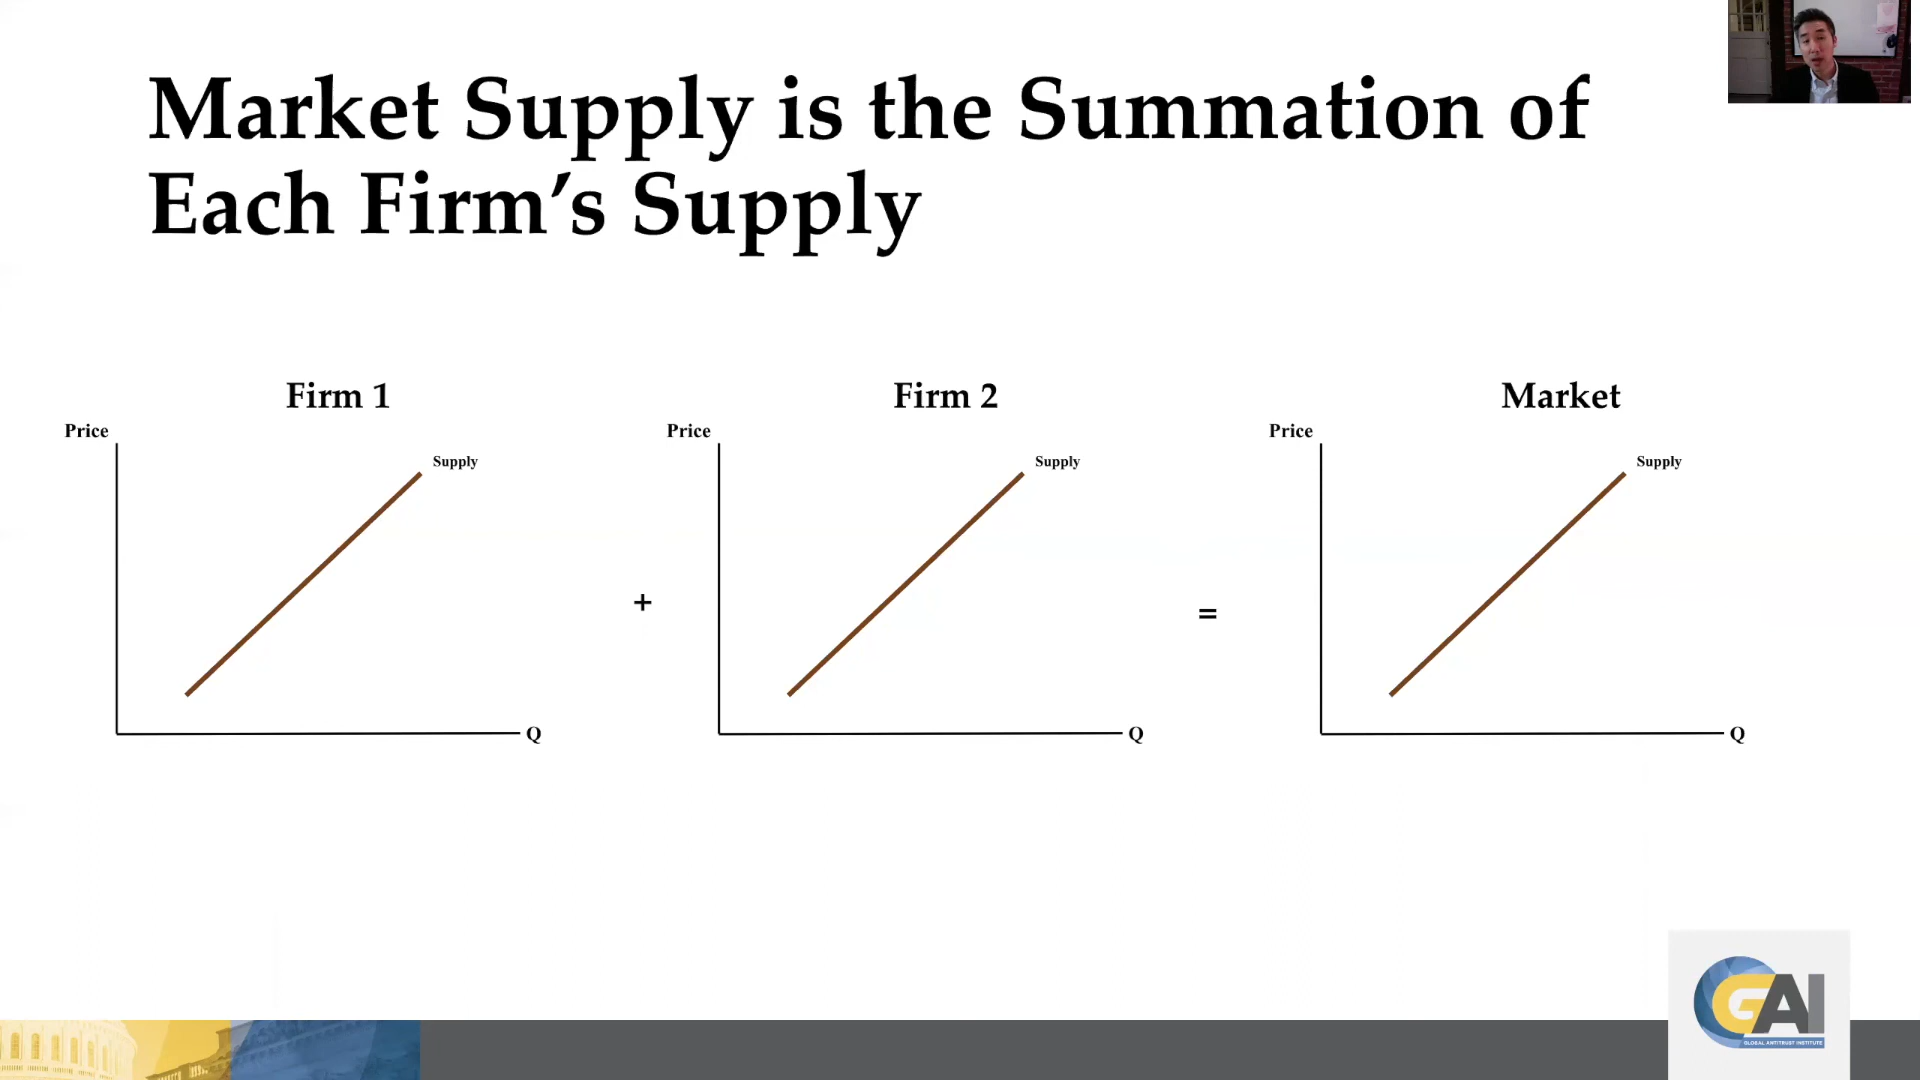 Market Supply is the Summation of
Each Firm’s Supply
Firm 1
Price
Supply
Q
+
Firm 2
Price
Supply
Q
=
Market
Price
Supply
Q
GAI
GLOBAL ANTITRUST INSTITUTE